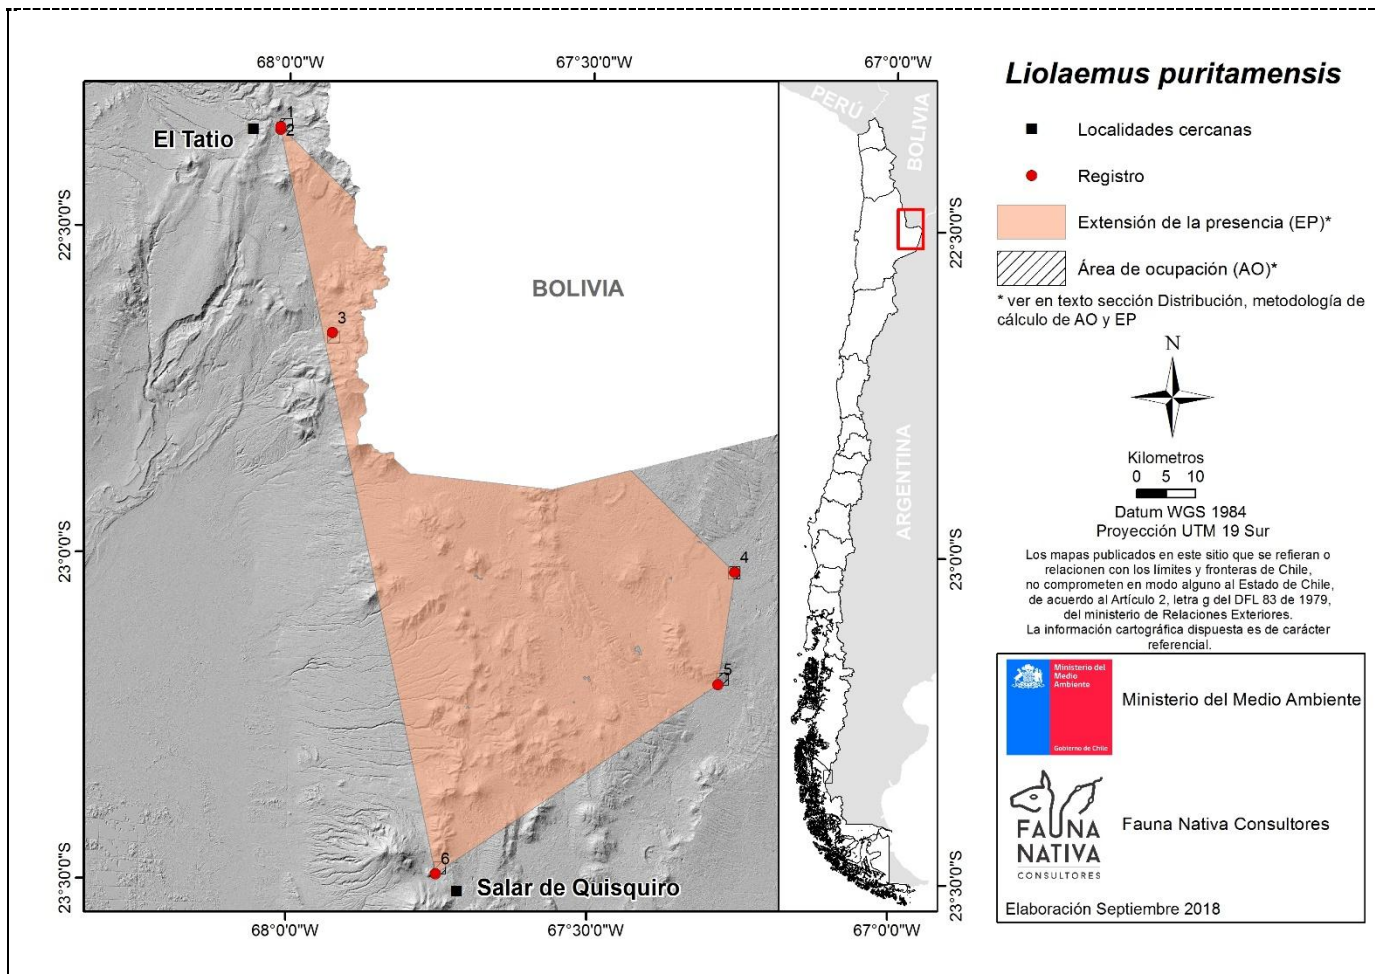 68°0'0"W
67°30'0"W
67°0'0"W
22°30'0"S
23°0'0"S
23°30'0"S
El Tatio
1
2
3
BOLIVIA
4
5
6
Salar de Quisquiro
68°0'0"W
67°30'0"W
67°0'0"W
PERÚ
BOLIVIA
ARGENTINA
22°30'0"S
23°0'0"S
23°30'0"S
Liolaemus puritamensis
Localidades cercanas
Registro
Extensión de la presencia (EP)*
Área de ocupación (AO)*
* ver en texto sección Distribución, metodología de
cálculo de AO y EP
N
Kilometros
0 5 10
Datum WGS 1984
Proyección UTM 19 Sur
Los mapas publicados en este sitio que se refieran o
relacionen con los límites y fronteras de Chile,
no comprometen en modo alguno al Estado de Chile,
de acuerdo al Artículo 2, letra g del DFL 83 de 1979,
del ministerio de Relaciones Exteriores.
La información cartográfica dispuesta es de carácter
referencial.
Ministerio del
Medio
Ambiente
Gobierno de Chile
Ministerio del Medio Ambiente
FAUNA
NATIVA
CONSULTORES
Fauna Nativa Consultores
Elaboración Septiembre 2018